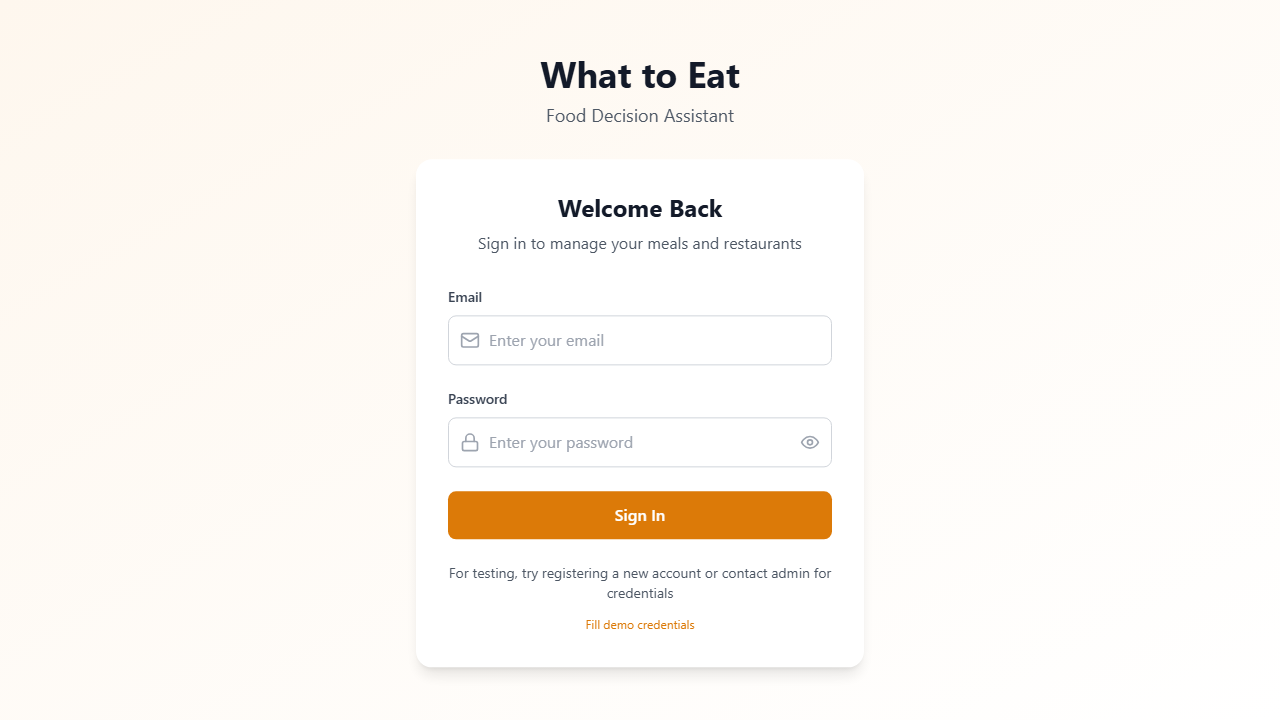 What to Eat
Food Decision Assistant
Welcome Back
Sign in to manage your meals and restaurants
Email
Enter your email
Password
Enter your password
Sign In
For testing, try registering a new account or contact admin for
credentials
Fill demo credentials